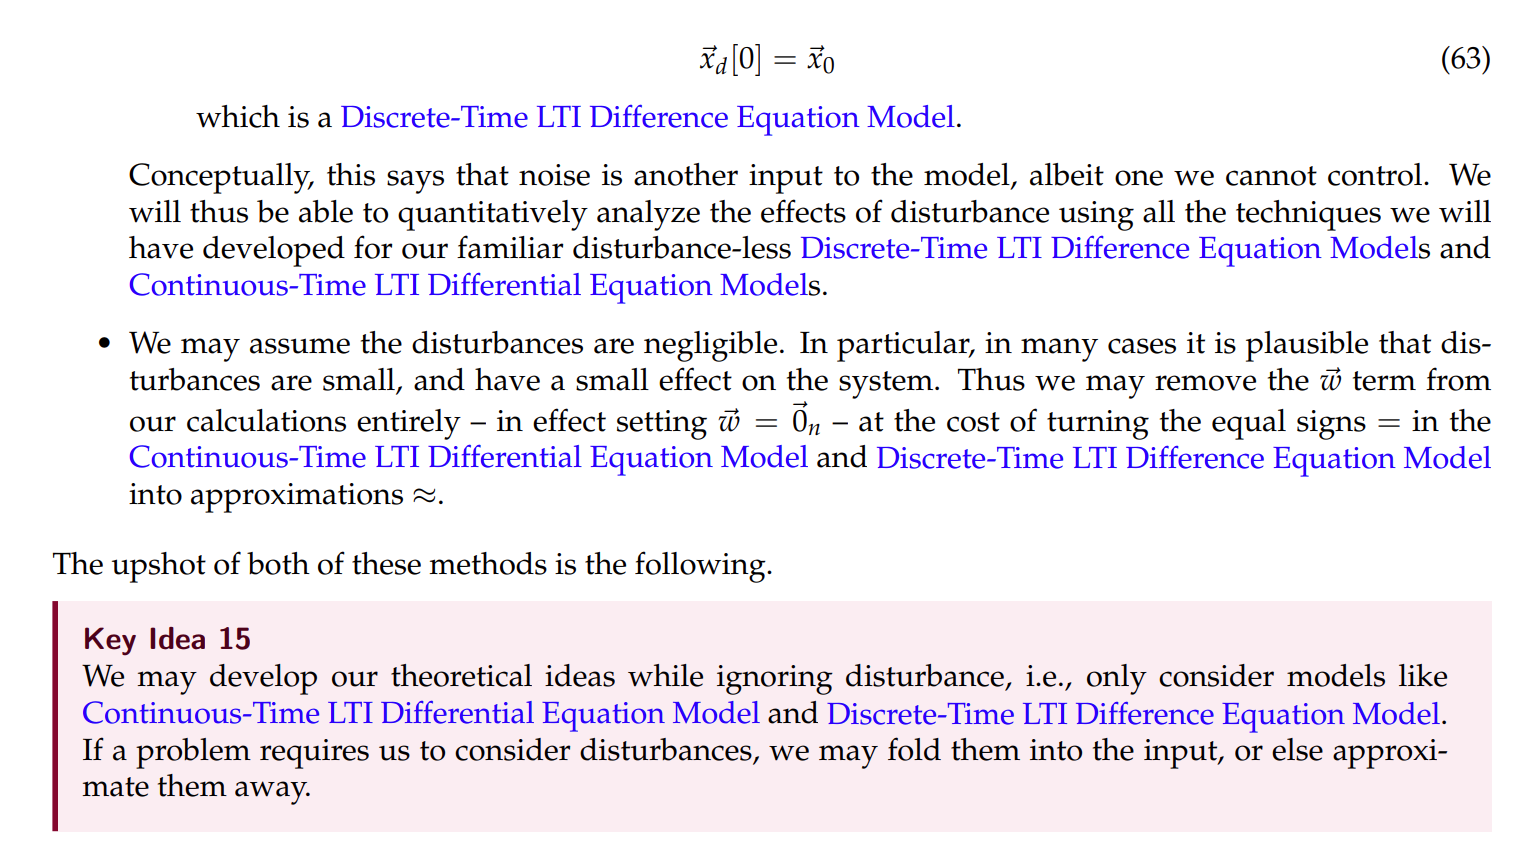 x⃗_d[0] = x⃗_0 (63)
which is a Discrete-Time LTI Difference Equation Model.
Conceptually, this says that noise is another input to the model, albeit one we cannot control. We
will thus be able to quantitatively analyze the effects of disturbance using all the techniques we will
have developed for our familiar disturbance-less Discrete-Time LTI Difference Equation Models and
Continuous-Time LTI Differential Equation Models.
• We may assume the disturbances are negligible. In particular, in many cases it is plausible that dis-
turbances are small, and have a small effect on the system. Thus we may remove the w⃗ term from
our calculations entirely – in effect setting w⃗ = 0⃗_n – at the cost of turning the equal signs = in the
Continuous-Time LTI Differential Equation Model and Discrete-Time LTI Difference Equation Model
into approximations ≈.
The upshot of both of these methods is the following.
Key Idea 15
We may develop our theoretical ideas while ignoring disturbance, i.e., only consider models like
Continuous-Time LTI Differential Equation Model and Discrete-Time LTI Difference Equation Model.
If a problem requires us to consider disturbances, we may fold them into the input, or else approxi-
mate them away.